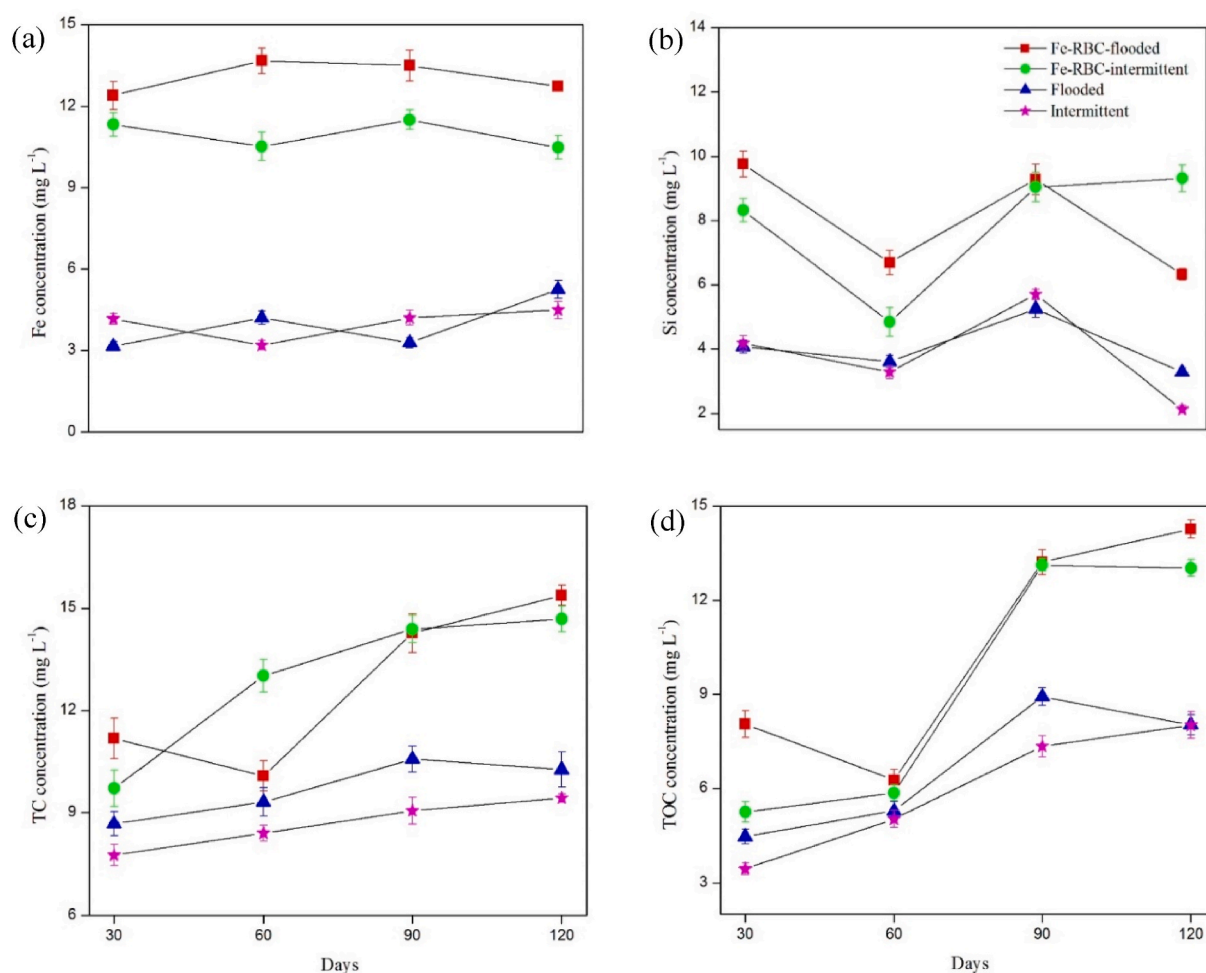 (a)
15
12
9
6
3
0
Fe concentration (mg L⁻¹)
(b)
14
12
10
8
6
4
2
Si concentration (mg L⁻¹)
Fe-RBC-flooded
Fe-RBC-intermittent
Flooded
Intermittent
(c)
18
15
12
9
6
TC concentration (mg L⁻¹)
30 60 90 120
Days
(d)
15
12
9
6
3
TOC concentration (mg L⁻¹)
30 60 90 120
Days